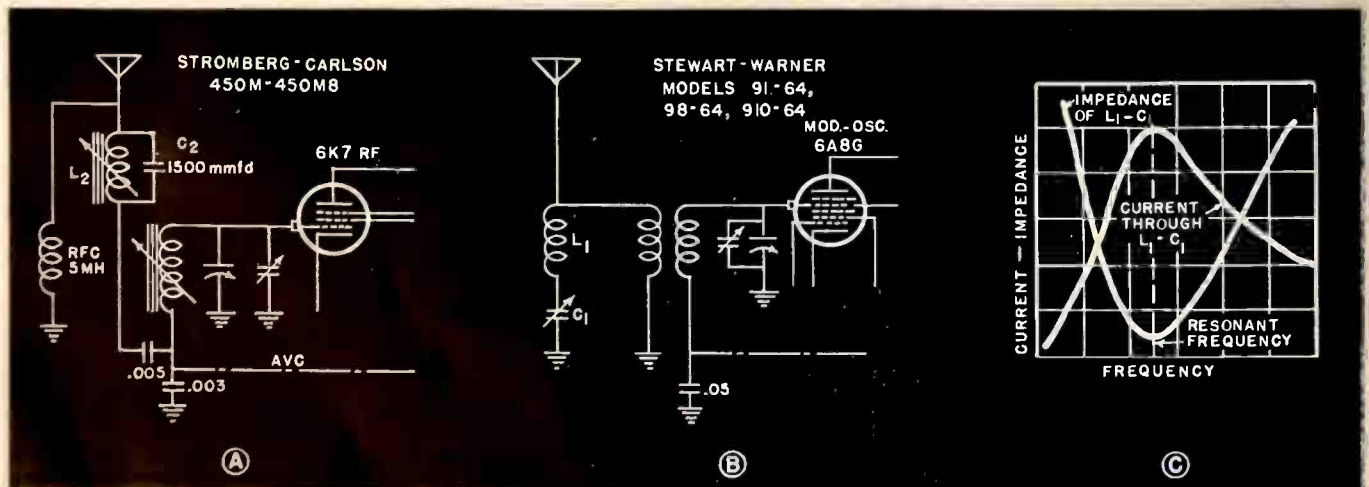 STROMBERG-CARLSON
450M-450M8
C2
1500 mmfd
L2
6K7 RF
RFC
5MH
.005
AVC
.003
A
STEWART-WARNER
MODELS 91-64,
98-64, 910-64
MOD.-OSC.
6A8G
L1
C1
.05
B
CURRENT — IMPEDANCE
IMPEDANCE
OF L1-C
CURRENT
THROUGH
L1-C1
RESONANT
FREQUENCY
FREQUENCY
C